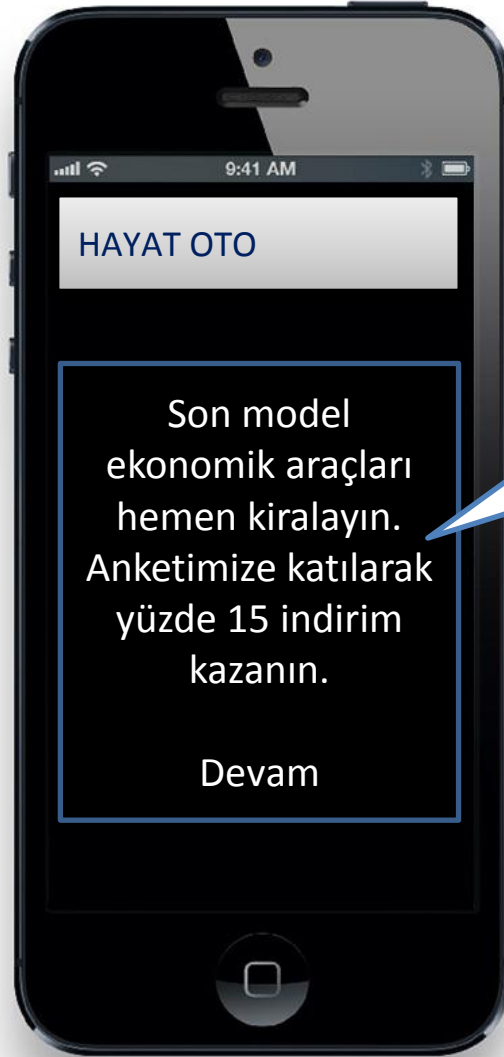 9:41 AM
HAYAT OTO
Son model
ekonomik araçları
hemen kiralayın.
Anketimize katılarak
yüzde 15 indirim
kazanın.
Devam